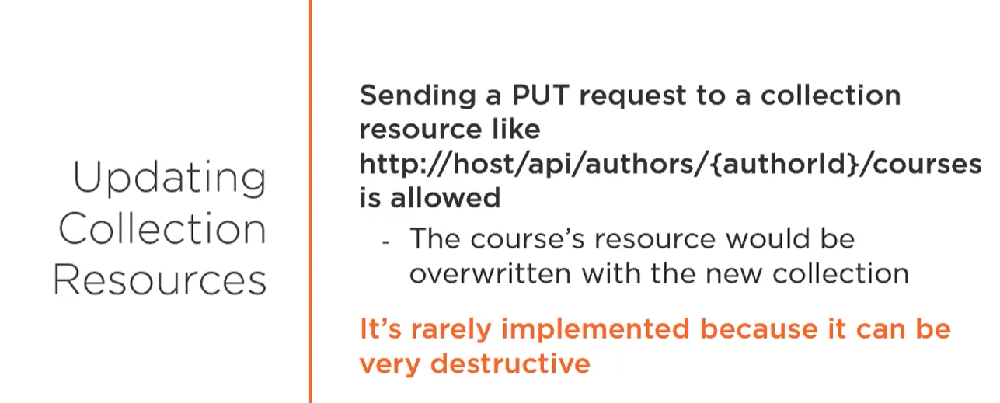 Updating
Collection
Resources
Sending a PUT request to a collection
resource like
http://host/api/authors/{authorId}/courses
is allowed
- The course's resource would be
overwritten with the new collection
It's rarely implemented because it can be
very destructive